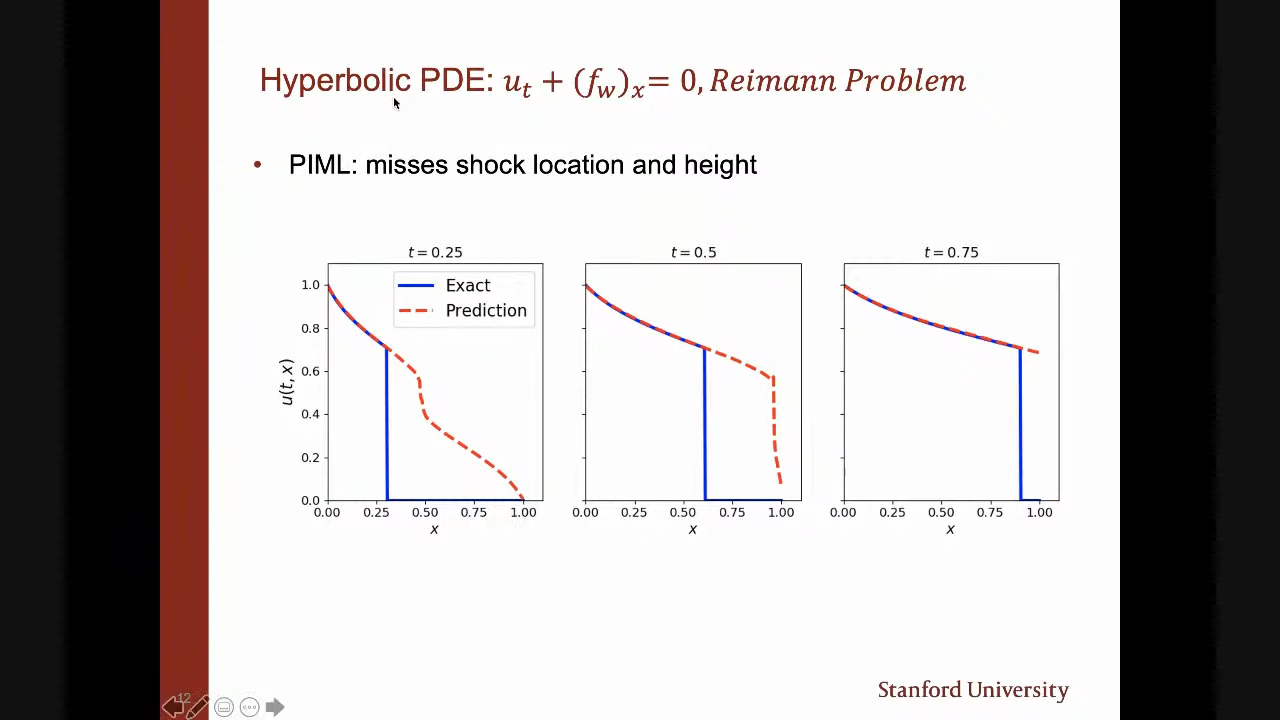 Hyperbolic PDE: u_t + (f_w)_x = 0, Reimann Problem
• PIML: misses shock location and height
t = 0.25
t = 0.5
t = 0.75
Exact
Prediction
1.0
0.8
0.6
0.4
0.2
0.0
u(t, x)
0.00 0.25 0.50 0.75 1.00
0.00 0.25 0.50 0.75 1.00
0.00 0.25 0.50 0.75 1.00
x
x
x
Stanford University
12